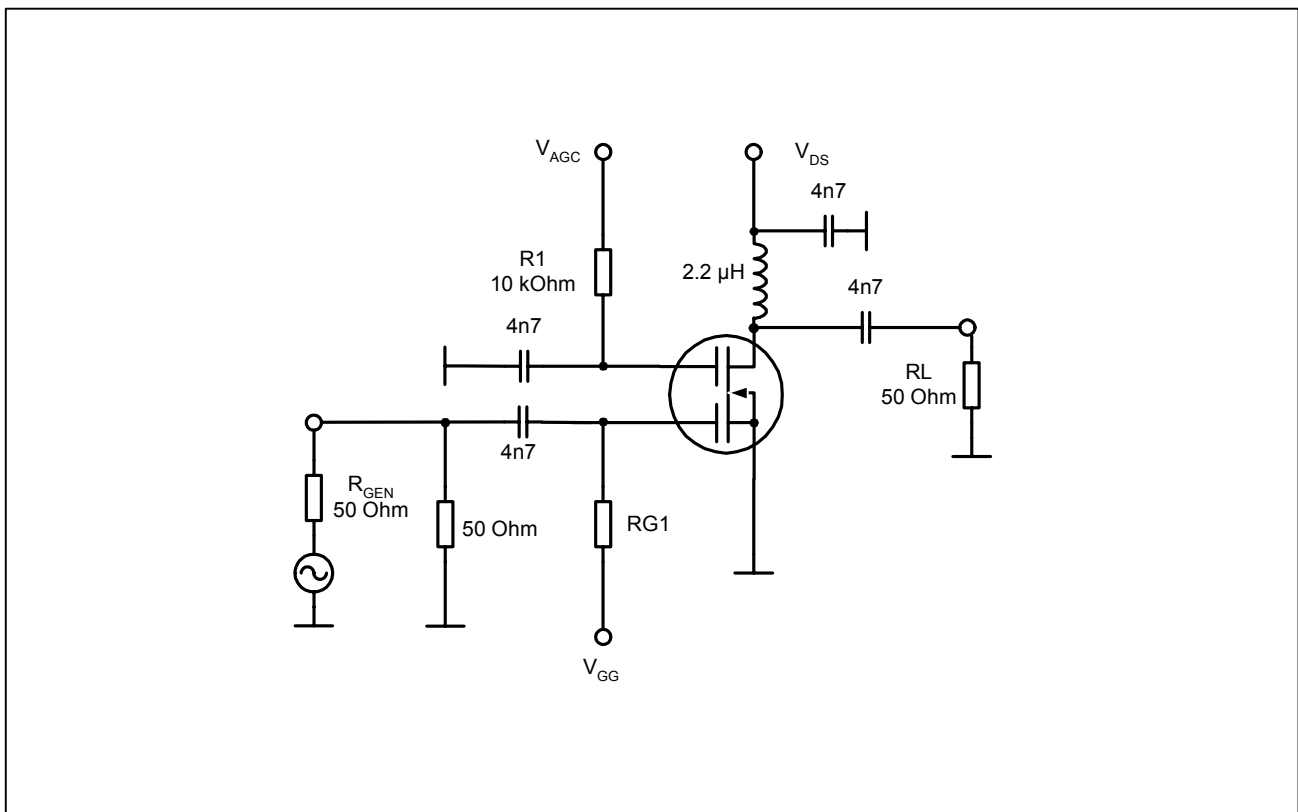 V_AGC
V_DS
4n7
R1
10 kOhm
2.2 µH
4n7
4n7
RL
50 Ohm
4n7
R_GEN
50 Ohm
50 Ohm
RG1
V_GG